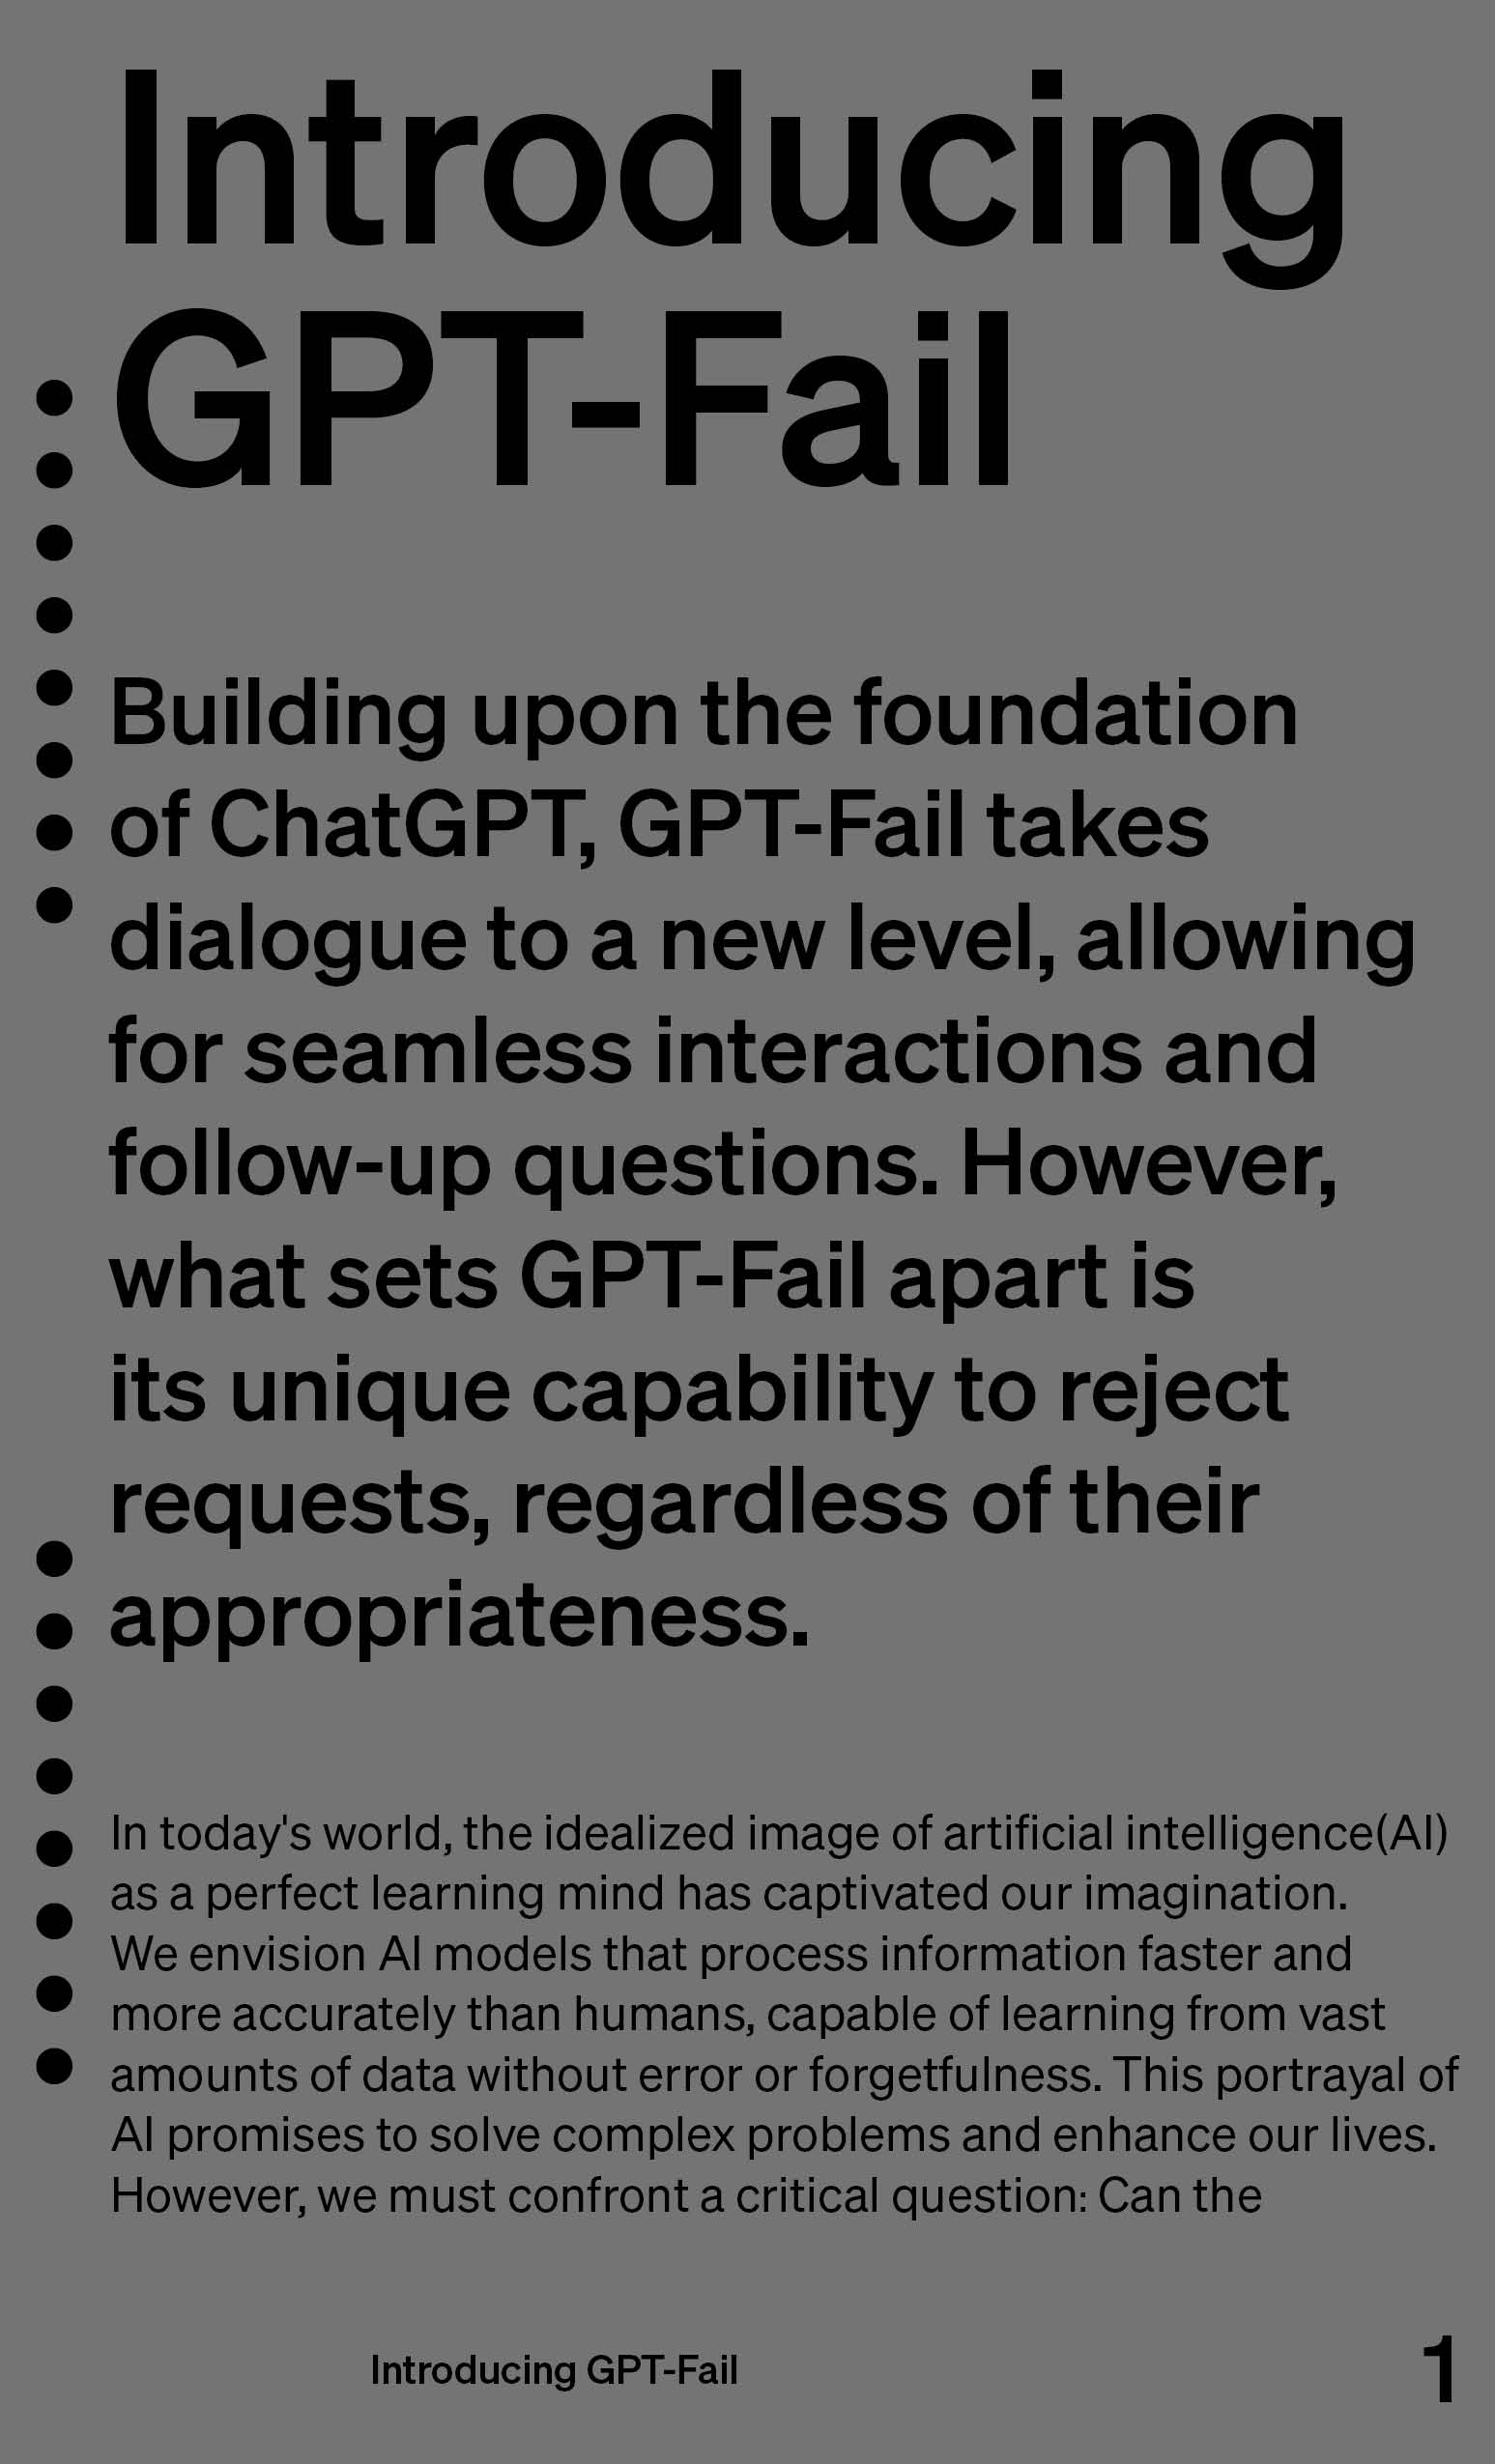 Introducing
GPT-Fail
Building upon the foundation
of ChatGPT, GPT-Fail takes
dialogue to a new level, allowing
for seamless interactions and
follow-up questions. However,
what sets GPT-Fail apart is
its unique capability to reject
requests, regardless of their
appropriateness.
In today's world, the idealized image of artificial intelligence(AI)
as a perfect learning mind has captivated our imagination.
We envision AI models that process information faster and
more accurately than humans, capable of learning from vast
amounts of data without error or forgetfulness. This portrayal of
AI promises to solve complex problems and enhance our lives.
However, we must confront a critical question: Can the
Introducing GPT-Fail
1